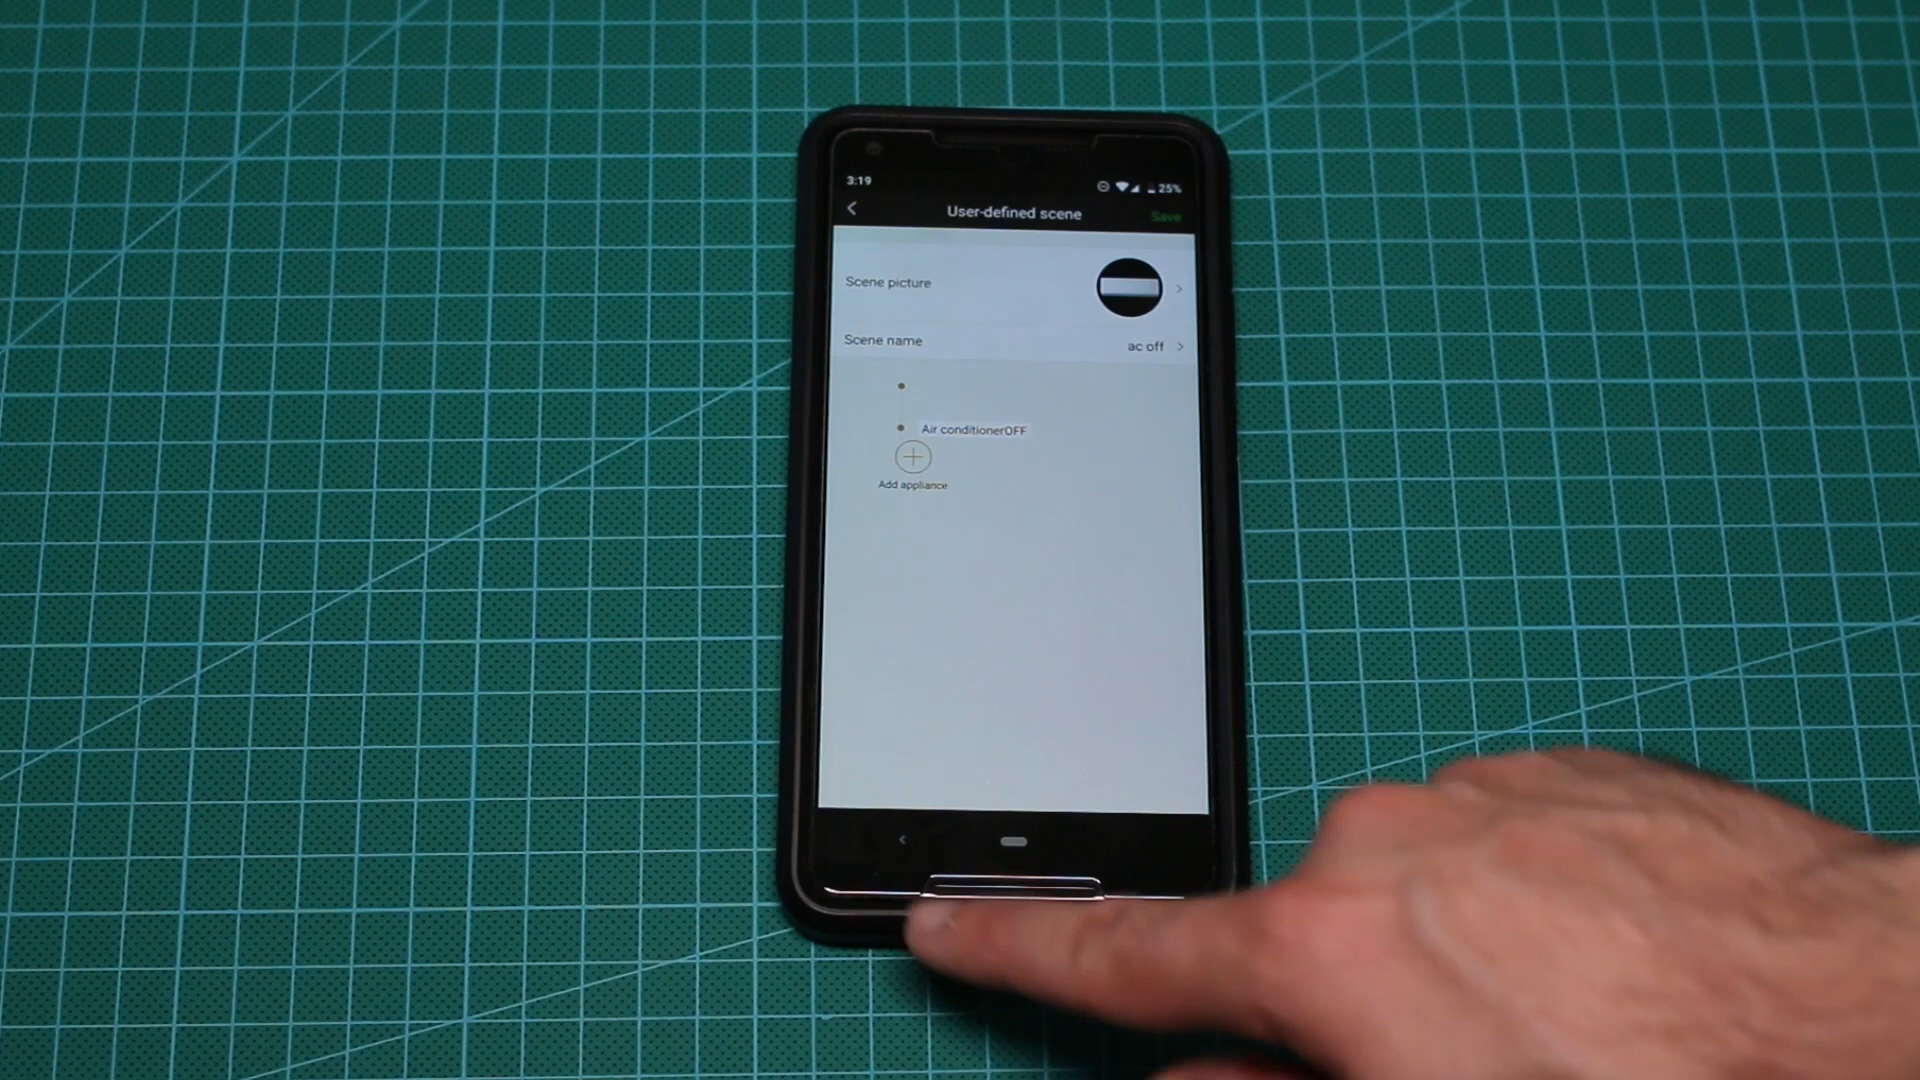 3:19
25%
User-defined scene
Save
Scene picture
Scene name
ac off
Air conditionerOFF
Add appliance